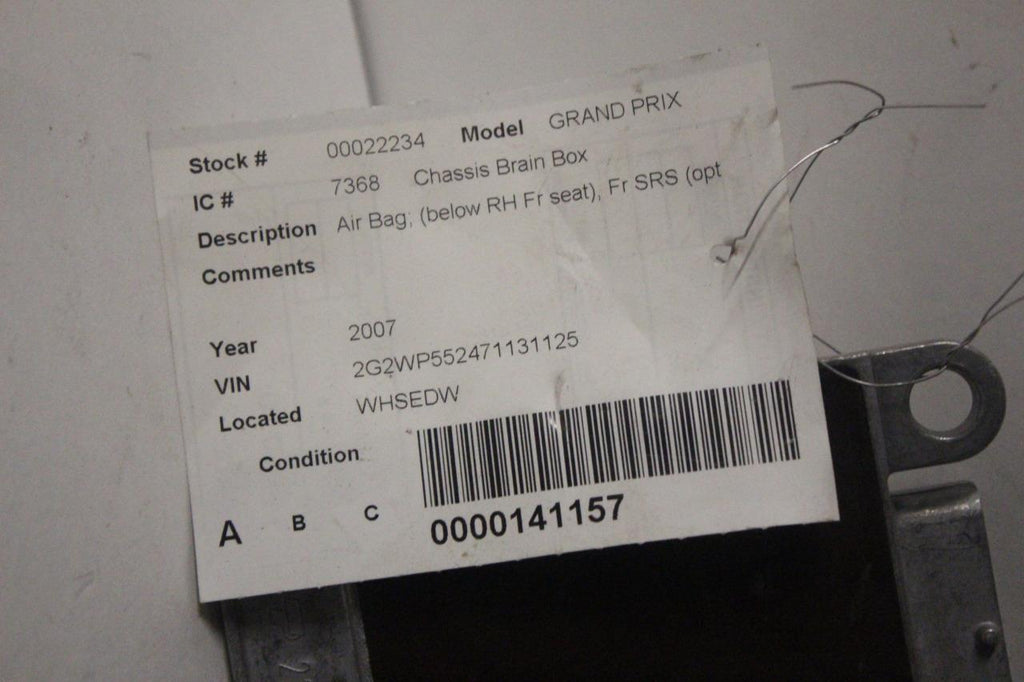 Stock # 00022234 Model GRAND PRIX
IC # 7368 Chassis Brain Box
Description Air Bag; (below RH Fr seat), Fr SRS (opt
Comments
Year 2007
VIN 2G2WP552471131125
Located WHSEDW
Condition
A B C
0000141157